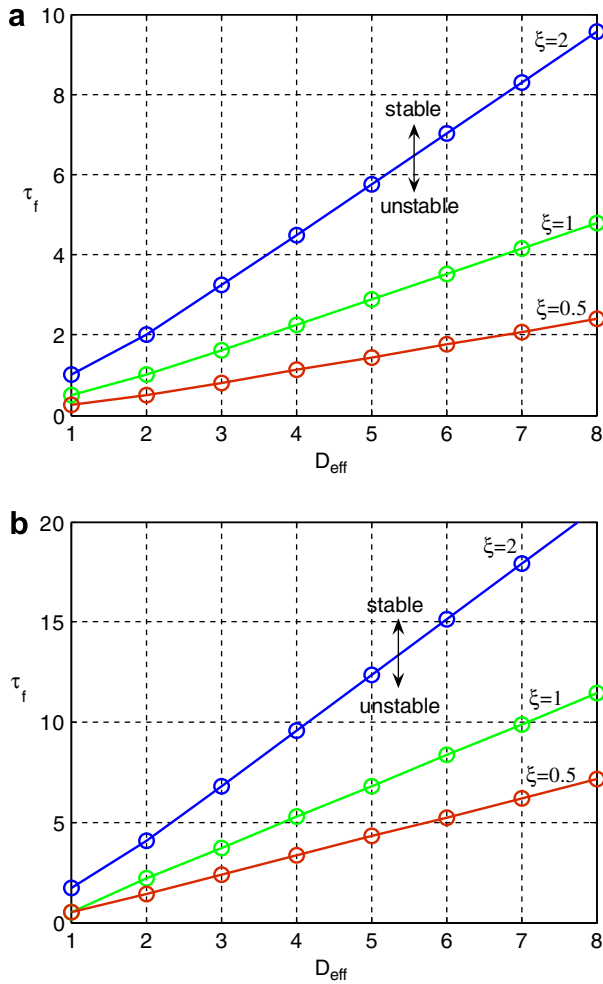 a
10
8
6
4
2
0
τf
ξ=2
stable
unstable
ξ=1
ξ=0.5
1 2 3 4 5 6 7 8
Deff
b
20
15
10
5
0
τf
ξ=2
stable
unstable
ξ=1
ξ=0.5
1 2 3 4 5 6 7 8
Deff